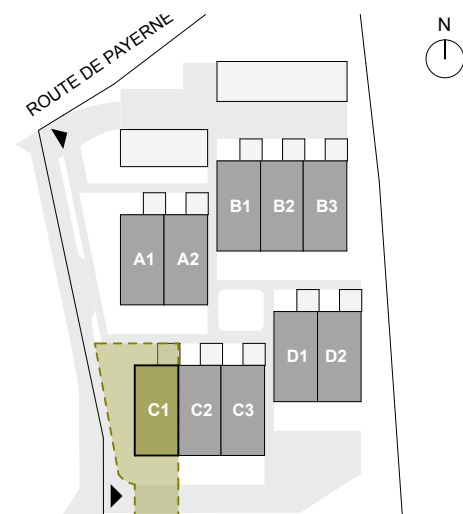 N
ROUTE DE PAYERNE
B1 B2 B3
A1 A2
D1 D2
C1 C2 C3